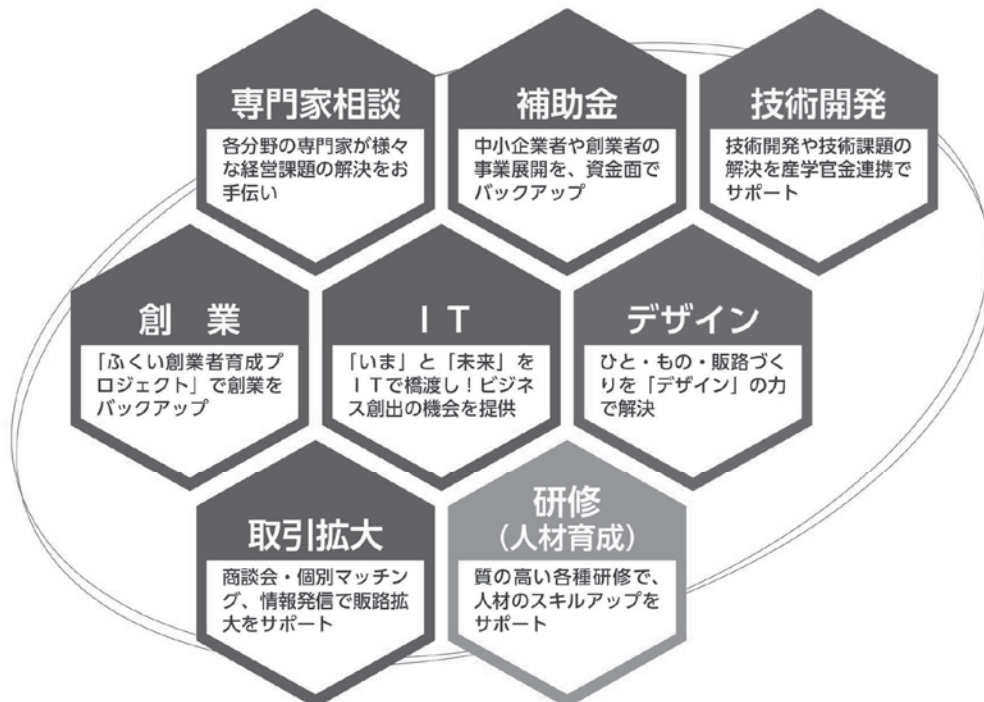 専門家相談
各分野の専門家が様々
な経営課題の解決をお
手伝い
補助金
中小企業者や創業者の
事業展開を、資金面で
バックアップ
技術開発
技術開発や技術課題の
解決を産学官金連携で
サポート
創　業
「ふくい創業者育成プ
ロジェクト」で創業を
バックアップ
ＩＴ
「いま」と「未来」を
ＩＴで橋渡し！ビジネ
ス創出の機会を提供
デザイン
ひと・もの・販路づく
りを「デザイン」の力
で解決
取引拡大
商談会・個別マッチン
グ、情報発信で販路拡
大をサポート
研修
（人材育成）
質の高い各種研修で、
人材のスキルアップを
サポート